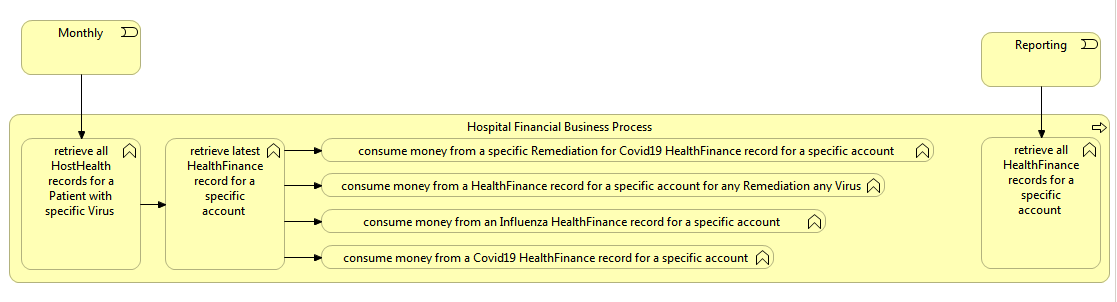 Monthly
Reporting
Hospital Financial Business Process
retrieve all
HostHealth
records for a
Patient with
specific Virus
retrieve latest
HealthFinance
record for a
specific
account
consume money from a specific Remediation for Covid19 HealthFinance record for a specific account
consume money from a HealthFinance record for a specific account for any Remediation any Virus
consume money from an Influenza HealthFinance record for a specific account
consume money from a Covid19 HealthFinance record for a specific account
retrieve all
HealthFinance
records for a
specific
account